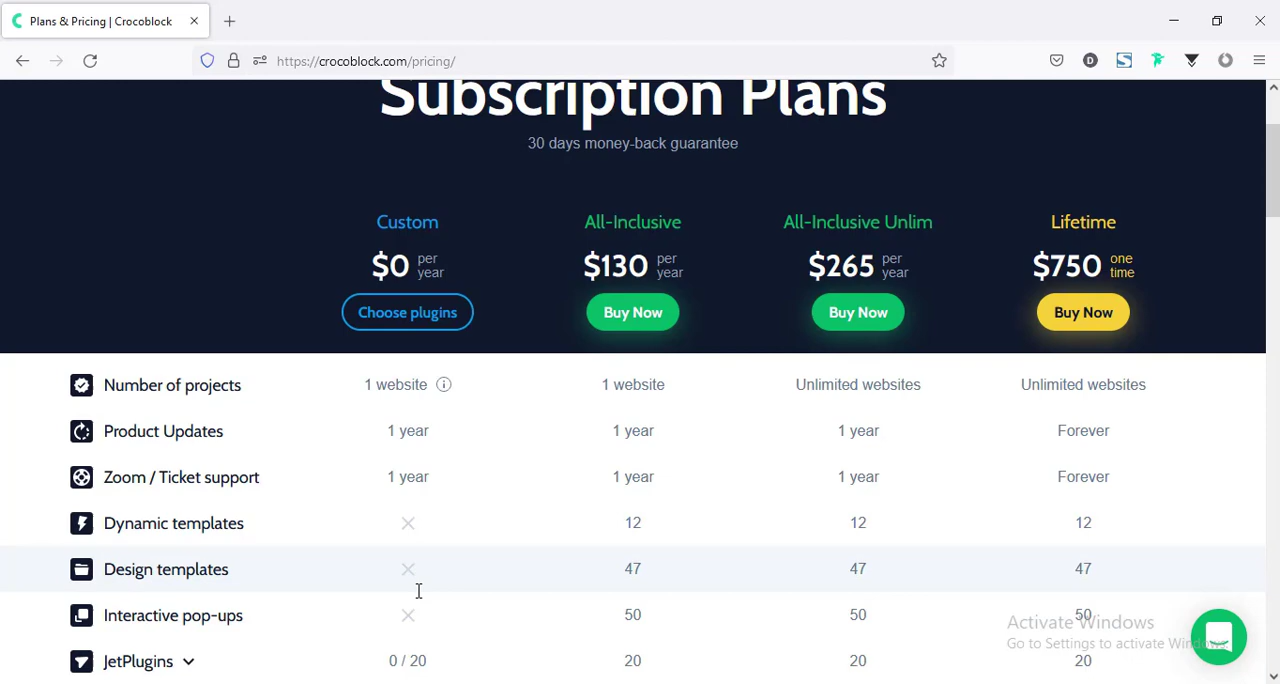 Plans & Pricing | Crocoblock
https://crocoblock.com/pricing/
Subscription Plans
30 days money-back guarantee
Custom All-Inclusive All-Inclusive Unlim Lifetime
$0 per year $130 per year $265 per year $750 one time
Choose plugins Buy Now Buy Now Buy Now
Number of projects 1 website 1 website Unlimited websites Unlimited websites
Product Updates 1 year 1 year 1 year Forever
Zoom / Ticket support 1 year 1 year 1 year Forever
Dynamic templates 12 12 12
Design templates 47 47 47
Interactive pop-ups 50 50 50
JetPlugins 0 / 20 20 20 20
Activate Windows
Go to Settings to activate Windows.